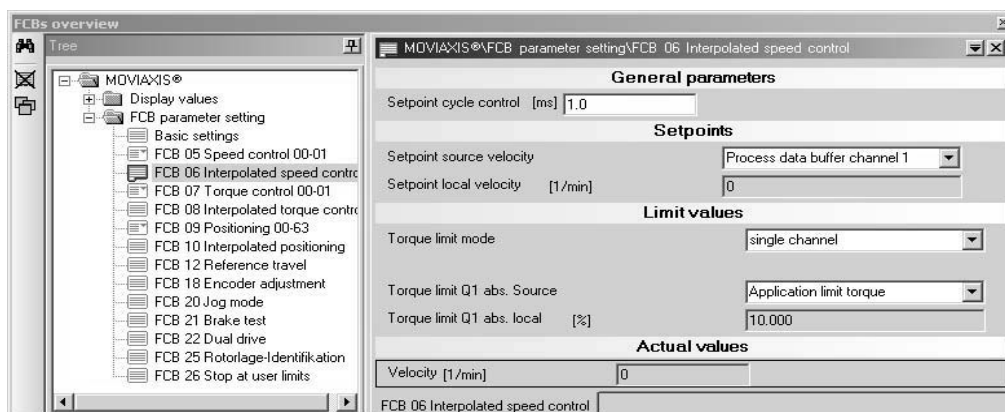 FCBs overview
Tree
MOVIAXIS®
Display values
FCB parameter setting
Basic settings
FCB 05 Speed control 00-01
FCB 06 Interpolated speed contrc
FCB 07 Torque control 00-01
FCB 08 Interpolated torque contrc
FCB 09 Positioning 00-63
FCB 10 Interpolated positioning
FCB 12 Reference travel
FCB 18 Encoder adjustment
FCB 20 Jog mode
FCB 21 Brake test
FCB 22 Dual drive
FCB 25 Rotorlage-Identifikation
FCB 26 Stop at user limits
MOVIAXIS®\FCB parameter setting\FCB 06 Interpolated speed control
General parameters
Setpoint cycle control [ms] 1.0
Setpoints
Setpoint source velocity Process data buffer channel 1
Setpoint local velocity [1/min] 0
Limit values
Torque limit mode single channel
Torque limit Q1 abs. Source Application limit torque
Torque limit Q1 abs. local [%] 10.000
Actual values
Velocity [1/min] 0
FCB 06 Interpolated speed control